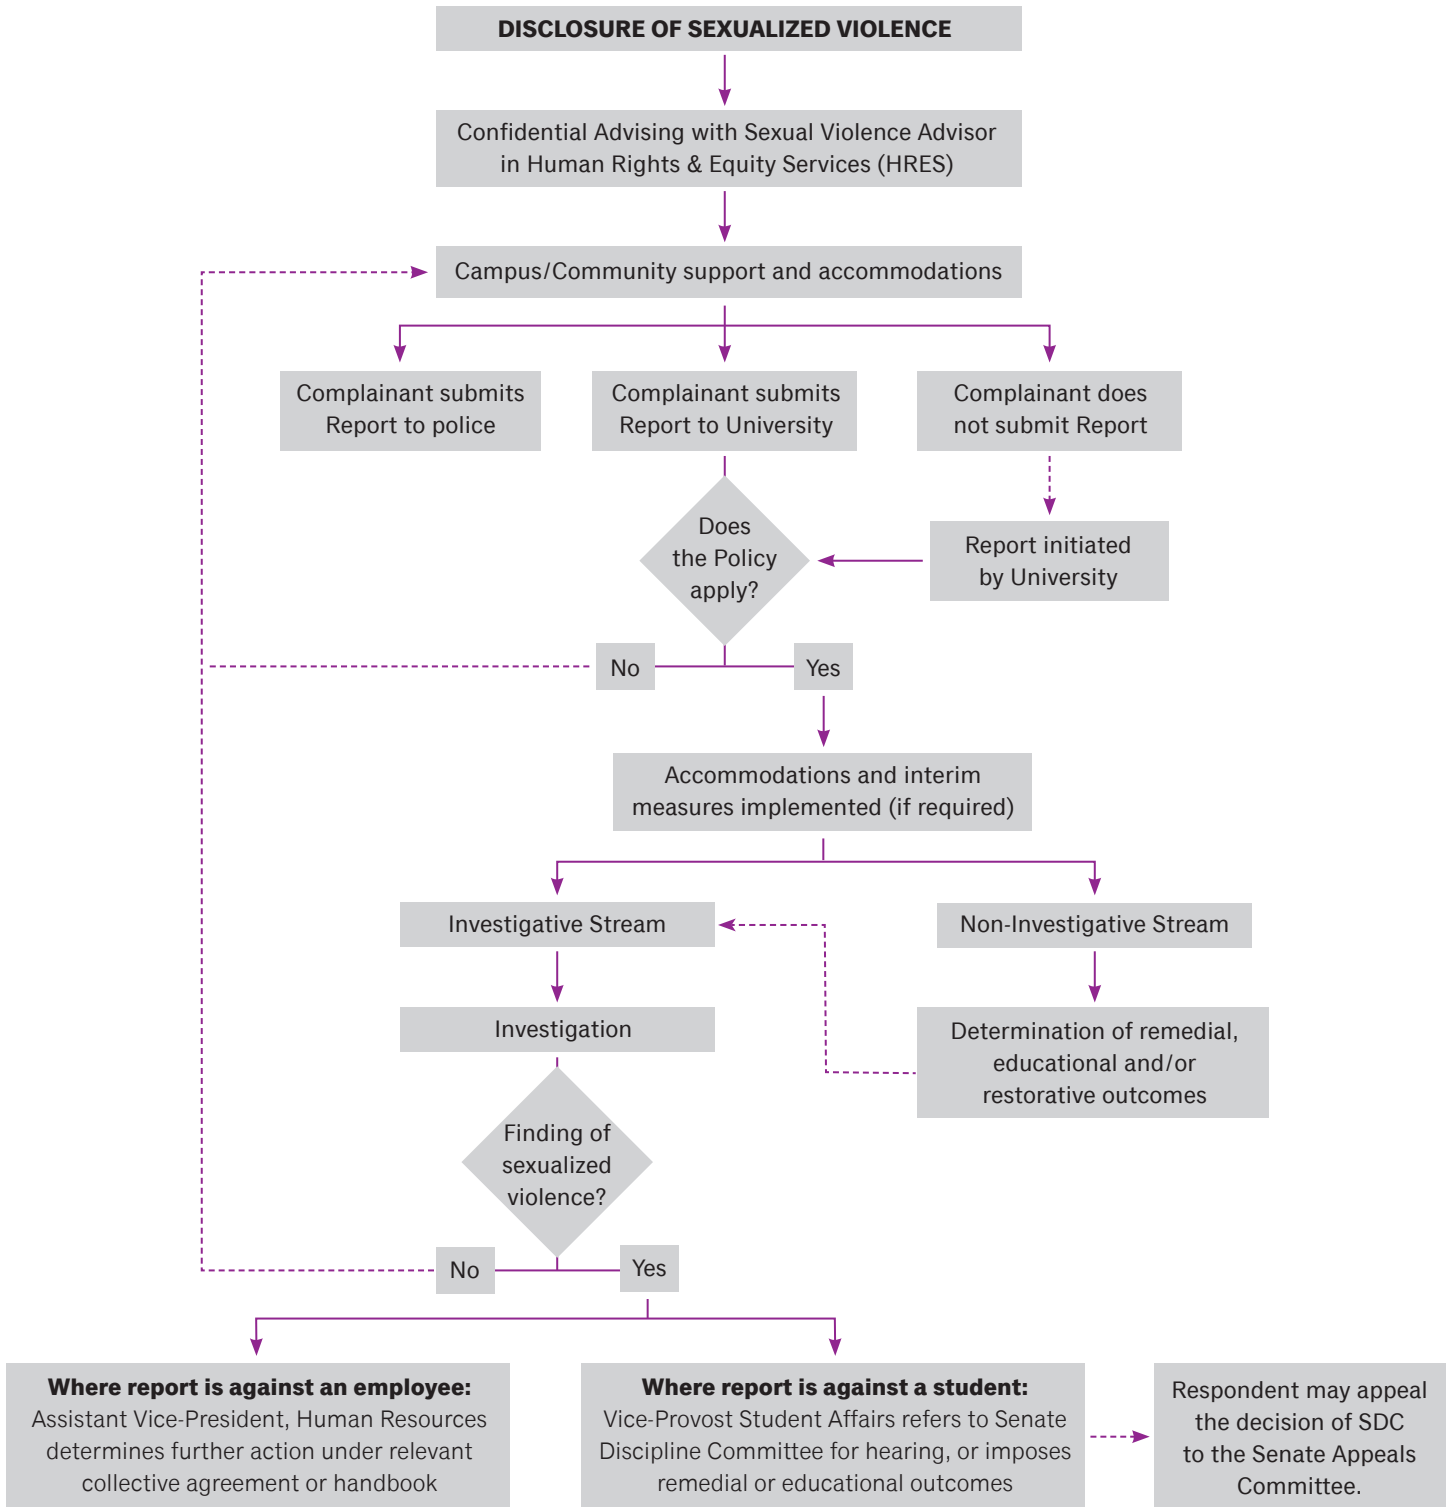 DISCLOSURE OF SEXUALIZED VIOLENCE
Confidential Advising with Sexual Violence Advisor
in Human Rights & Equity Services (HRES)
Campus/Community support and accommodations
Complainant submits
Report to police
Complainant submits
Report to University
Complainant does
not submit Report
Does
the Policy
apply?
Report initiated
by University
No
Yes
Accommodations and interim
measures implemented (if required)
Investigative Stream
Non-Investigative Stream
Investigation
Determination of remedial,
educational and/or
restorative outcomes
Finding of
sexualized
violence?
No
Yes
Where report is against an employee:
Assistant Vice-President, Human Resources
determines further action under relevant
collective agreement or handbook
Where report is against a student:
Vice-Provost Student Affairs refers to Senate
Discipline Committee for hearing, or imposes
remedial or educational outcomes
Respondent may appeal
the decision of SDC
to the Senate Appeals
Committee.